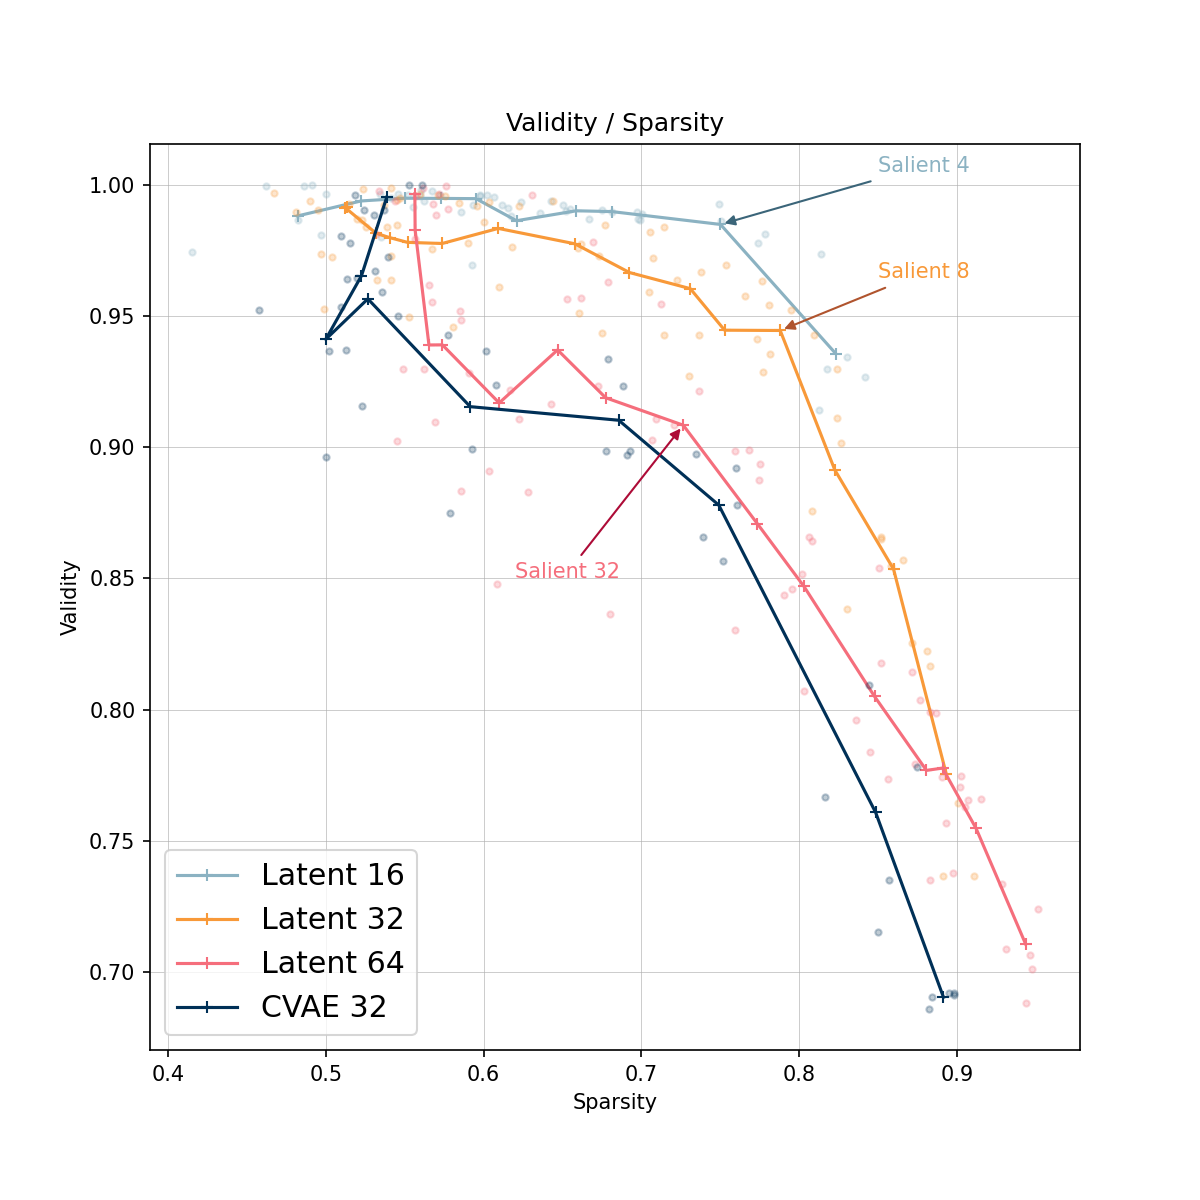 Validity / Sparsity
Salient 4
Salient 8
Salient 32
Validity
1.00
0.95
0.90
0.85
0.80
0.75
0.70
Latent 16
Latent 32
Latent 64
CVAE 32
0.4 0.5 0.6 0.7 0.8 0.9
Sparsity